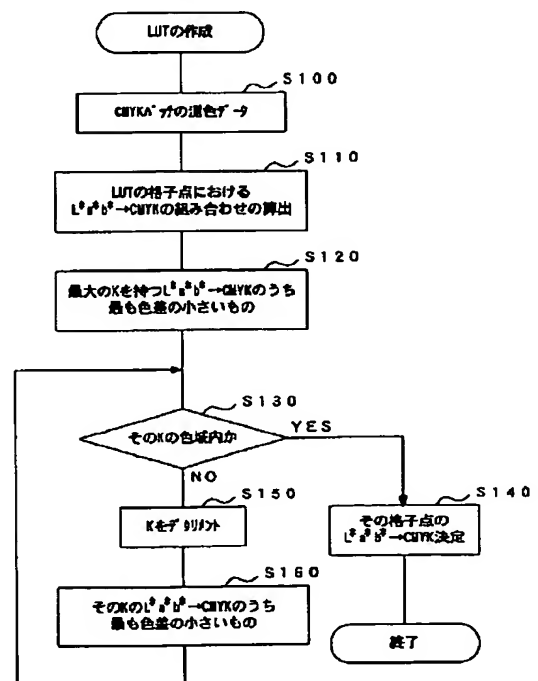 LUTの作成
S100
CMYKパッチの測色データ
S110
LUTの格子点における
L*a*b*→CMYKの組み合わせの算出
S120
最大のKを持つL*a*b*→CMYKのうち
最も色差の小さいもの
S130
そのKの色域内か
YES
NO
S150
S140
Kをデクリメント
その格子点の
L*a*b*→CMYK決定
S160
そのKのL*a*b*→CMYKのうち
最も色差の小さいもの
終了